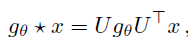 g_θ ⋆ x = U g_θ U^⊤ x ,